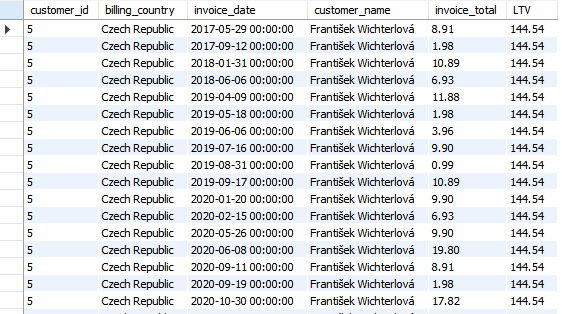 customer_id billing_country invoice_date customer_name invoice_total LTV
5 Czech Republic 2017-05-29 00:00:00 František Wichterlová 8.91 144.54
5 Czech Republic 2017-09-12 00:00:00 František Wichterlová 1.98 144.54
5 Czech Republic 2018-01-31 00:00:00 František Wichterlová 10.89 144.54
5 Czech Republic 2018-06-06 00:00:00 František Wichterlová 6.93 144.54
5 Czech Republic 2019-04-09 00:00:00 František Wichterlová 11.88 144.54
5 Czech Republic 2019-05-18 00:00:00 František Wichterlová 1.98 144.54
5 Czech Republic 2019-06-06 00:00:00 František Wichterlová 3.96 144.54
5 Czech Republic 2019-07-16 00:00:00 František Wichterlová 9.90 144.54
5 Czech Republic 2019-08-31 00:00:00 František Wichterlová 0.99 144.54
5 Czech Republic 2019-09-17 00:00:00 František Wichterlová 10.89 144.54
5 Czech Republic 2020-01-20 00:00:00 František Wichterlová 9.90 144.54
5 Czech Republic 2020-02-15 00:00:00 František Wichterlová 6.93 144.54
5 Czech Republic 2020-05-26 00:00:00 František Wichterlová 9.90 144.54
5 Czech Republic 2020-06-08 00:00:00 František Wichterlová 19.80 144.54
5 Czech Republic 2020-09-11 00:00:00 František Wichterlová 8.91 144.54
5 Czech Republic 2020-09-19 00:00:00 František Wichterlová 1.98 144.54
5 Czech Republic 2020-10-30 00:00:00 František Wichterlová 17.82 144.54